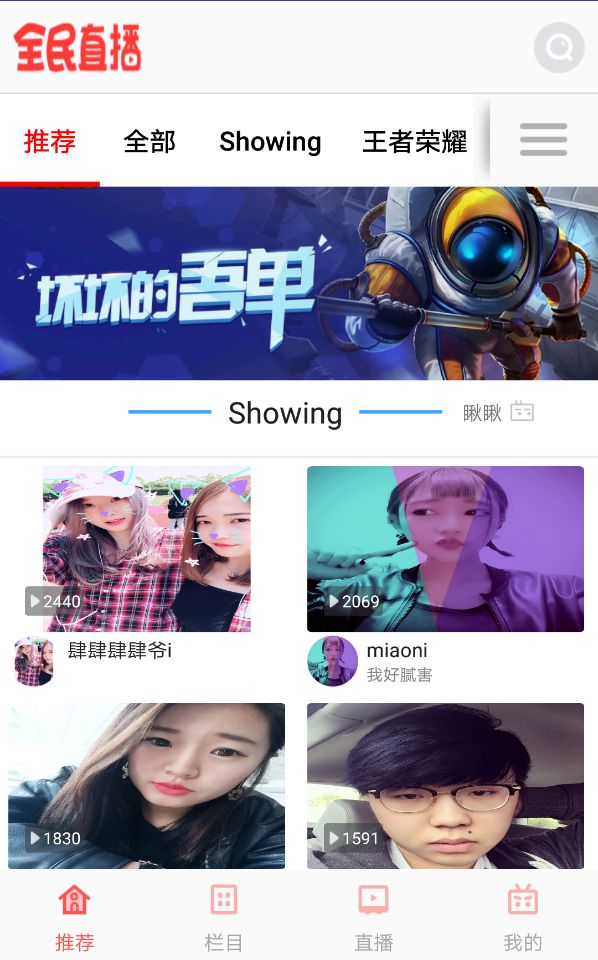 全民直播
推荐 全部 Showing 王者荣耀
坏坏的吾单
Showing 瞅瞅
2440 2069
肆肆肆肆爷i miaoni
我好腻害
1830 1591
推荐 栏目 直播 我的